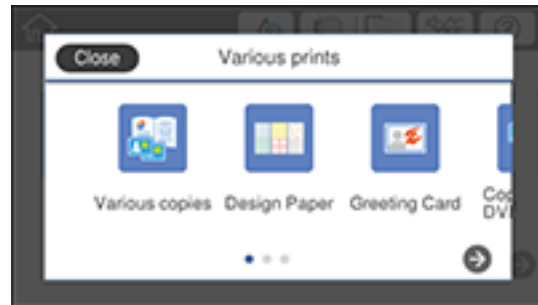 Close
Various prints
Various copies
Design Paper
Greeting Card